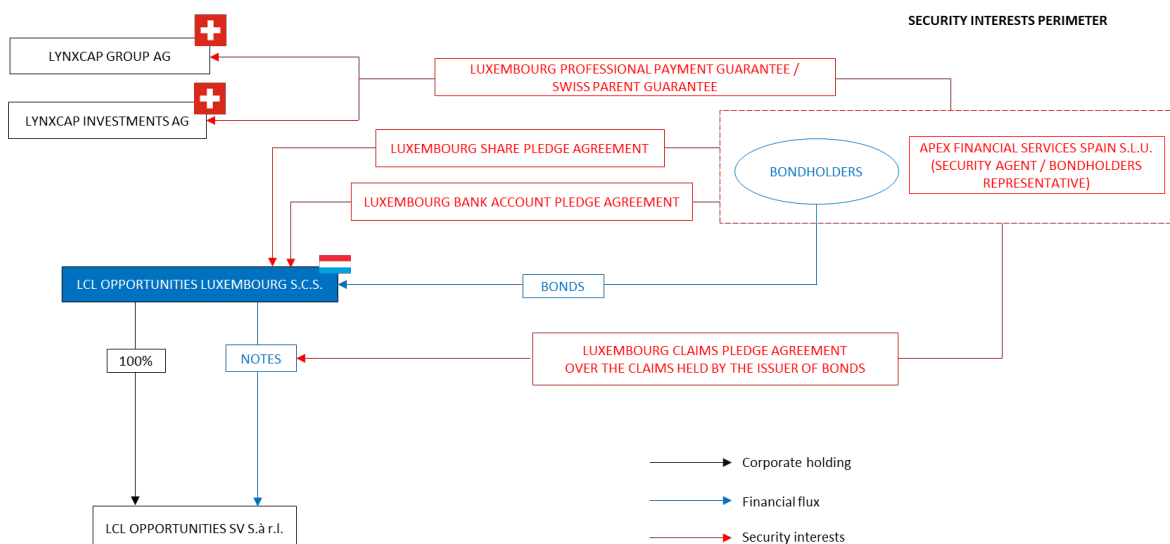 SECURITY INTERESTS PERIMETER
LYNXCAP GROUP AG
LUXEMBOURG PROFESSIONAL PAYMENT GUARANTEE /
SWISS PARENT GUARANTEE
LYNXCAP INVESTMENTS AG
LUXEMBOURG SHARE PLEDGE AGREEMENT
BONDHOLDERS
APEX FINANCIAL SERVICES SPAIN S.L.U.
(SECURITY AGENT / BONDHOLDERS
REPRESENTATIVE)
LUXEMBOURG BANK ACCOUNT PLEDGE AGREEMENT
LCL OPPORTUNITIES LUXEMBOURG S.C.S.
BONDS
100%
NOTES
LUXEMBOURG CLAIMS PLEDGE AGREEMENT
OVER THE CLAIMS HELD BY THE ISSUER OF BONDS
Corporate holding
Financial flux
LCL OPPORTUNITIES SV S.à r.l.
Security interests